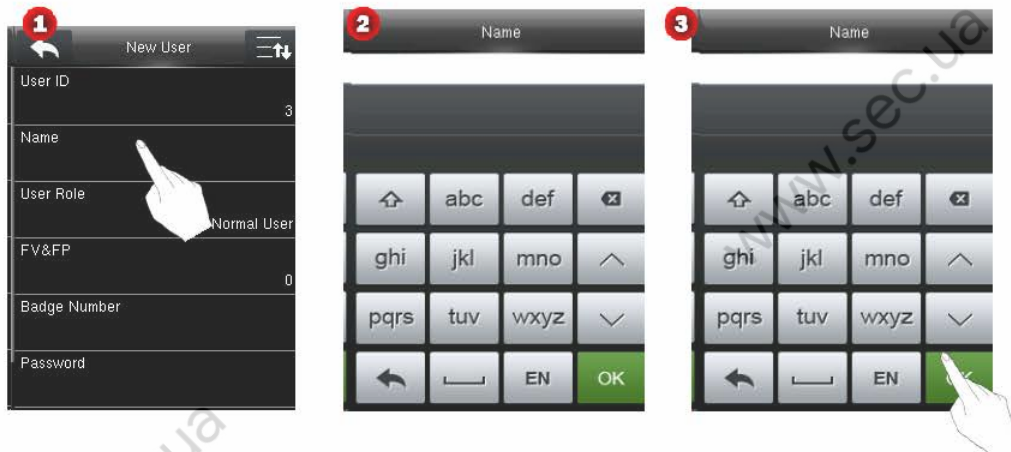 1
New User
User ID
3
Name
User Role
Normal User
FV&FP
0
Badge Number
Password
2
Name
abc def
ghi jkl mno
pqrs tuv wxyz
EN OK
3
Name
abc def
ghi jkl mno
pqrs tuv wxyz
EN OK
www.sec.ua
ua